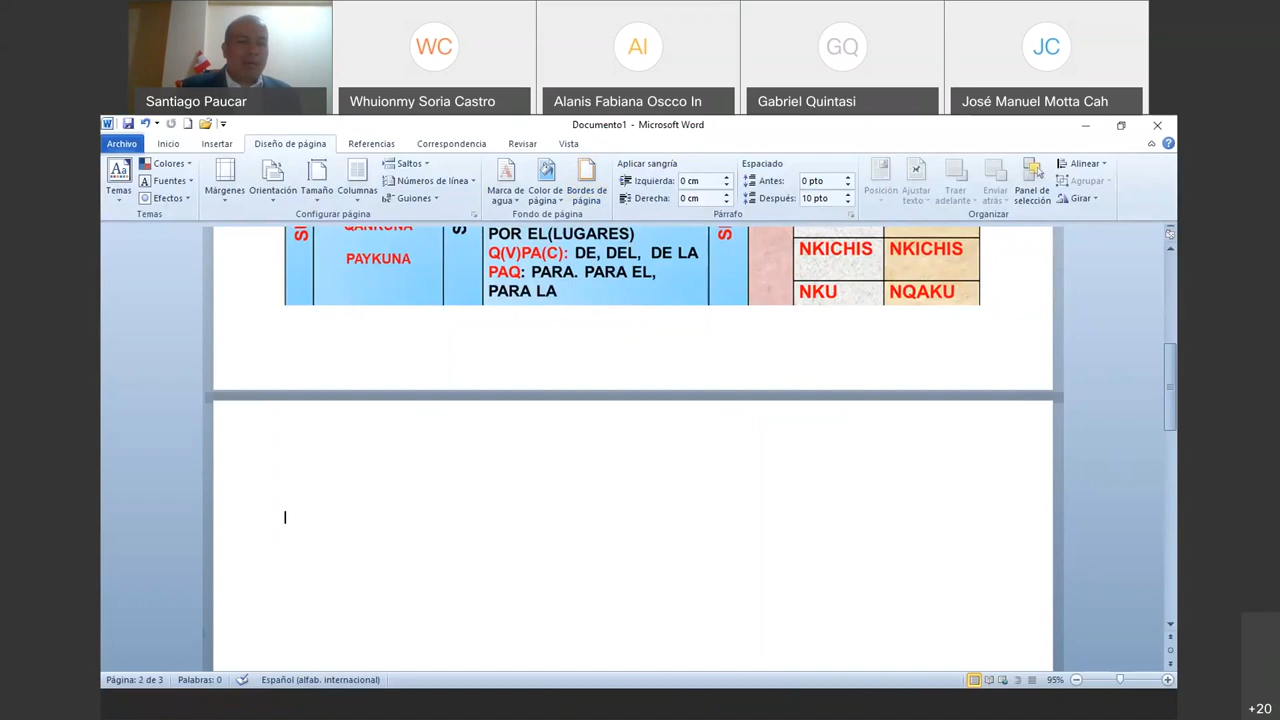 WC
AI
GQ
JC
Santiago Paucar
Whuionmy Soria Castro
Alanis Fabiana Oscco In
Gabriel Quintasi
José Manuel Motta Cah
Documento1 - Microsoft Word
Archivo
Inicio
Insertar
Diseño de página
Referencias
Correspondencia
Revisar
Vista
Aa
Temas
Colores
Fuentes
Efectos
Temas
Márgenes
Orientación
Tamaño
Columnas
Saltos
Números de línea
Guiones
Configurar página
Marca de agua
Color de página
Bordes de página
Fondo de página
Aplicar sangría
Izquierda: 0 cm
Derecha: 0 cm
Espaciado
Antes: 0 pto
Después: 10 pto
Párrafo
Posición
Ajustar texto
Traer adelante
Enviar atrás
Panel de selección
Alinear
Agrupar
Girar
Organizar
QANKUNA
PAYKUNA
POR EL(LUGARES)
Q(V)PA(C): DE, DEL, DE LA
PAQ: PARA. PARA EL,
PARA LA
NKICHIS
NKICHIS
NKU
NQAKU
Página: 2 de 3
Palabras: 0
Español (alfab. internacional)
95%
+20